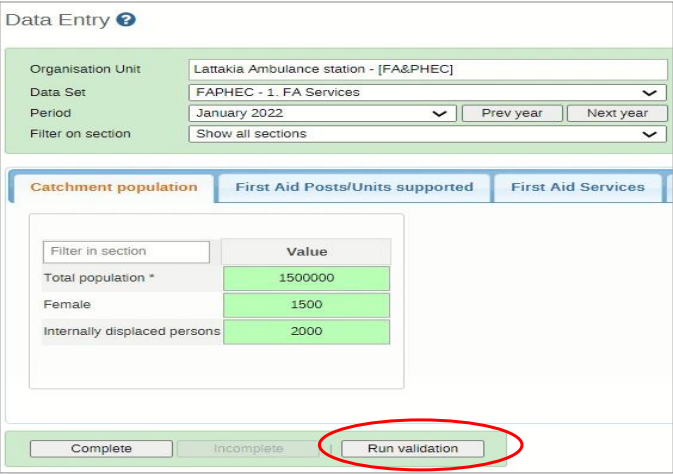 Data Entry ?
Organisation Unit Lattakia Ambulance station - [FA&PHEC]
Data Set FAPHEC - 1. FA Services
Period January 2022 Prev year Next year
Filter on section Show all sections
Catchment population First Aid Posts/Units supported First Aid Services
Filter in section Value
Total population * 1500000
Female 1500
Internally displaced persons 2000
Complete Incomplete | Run validation